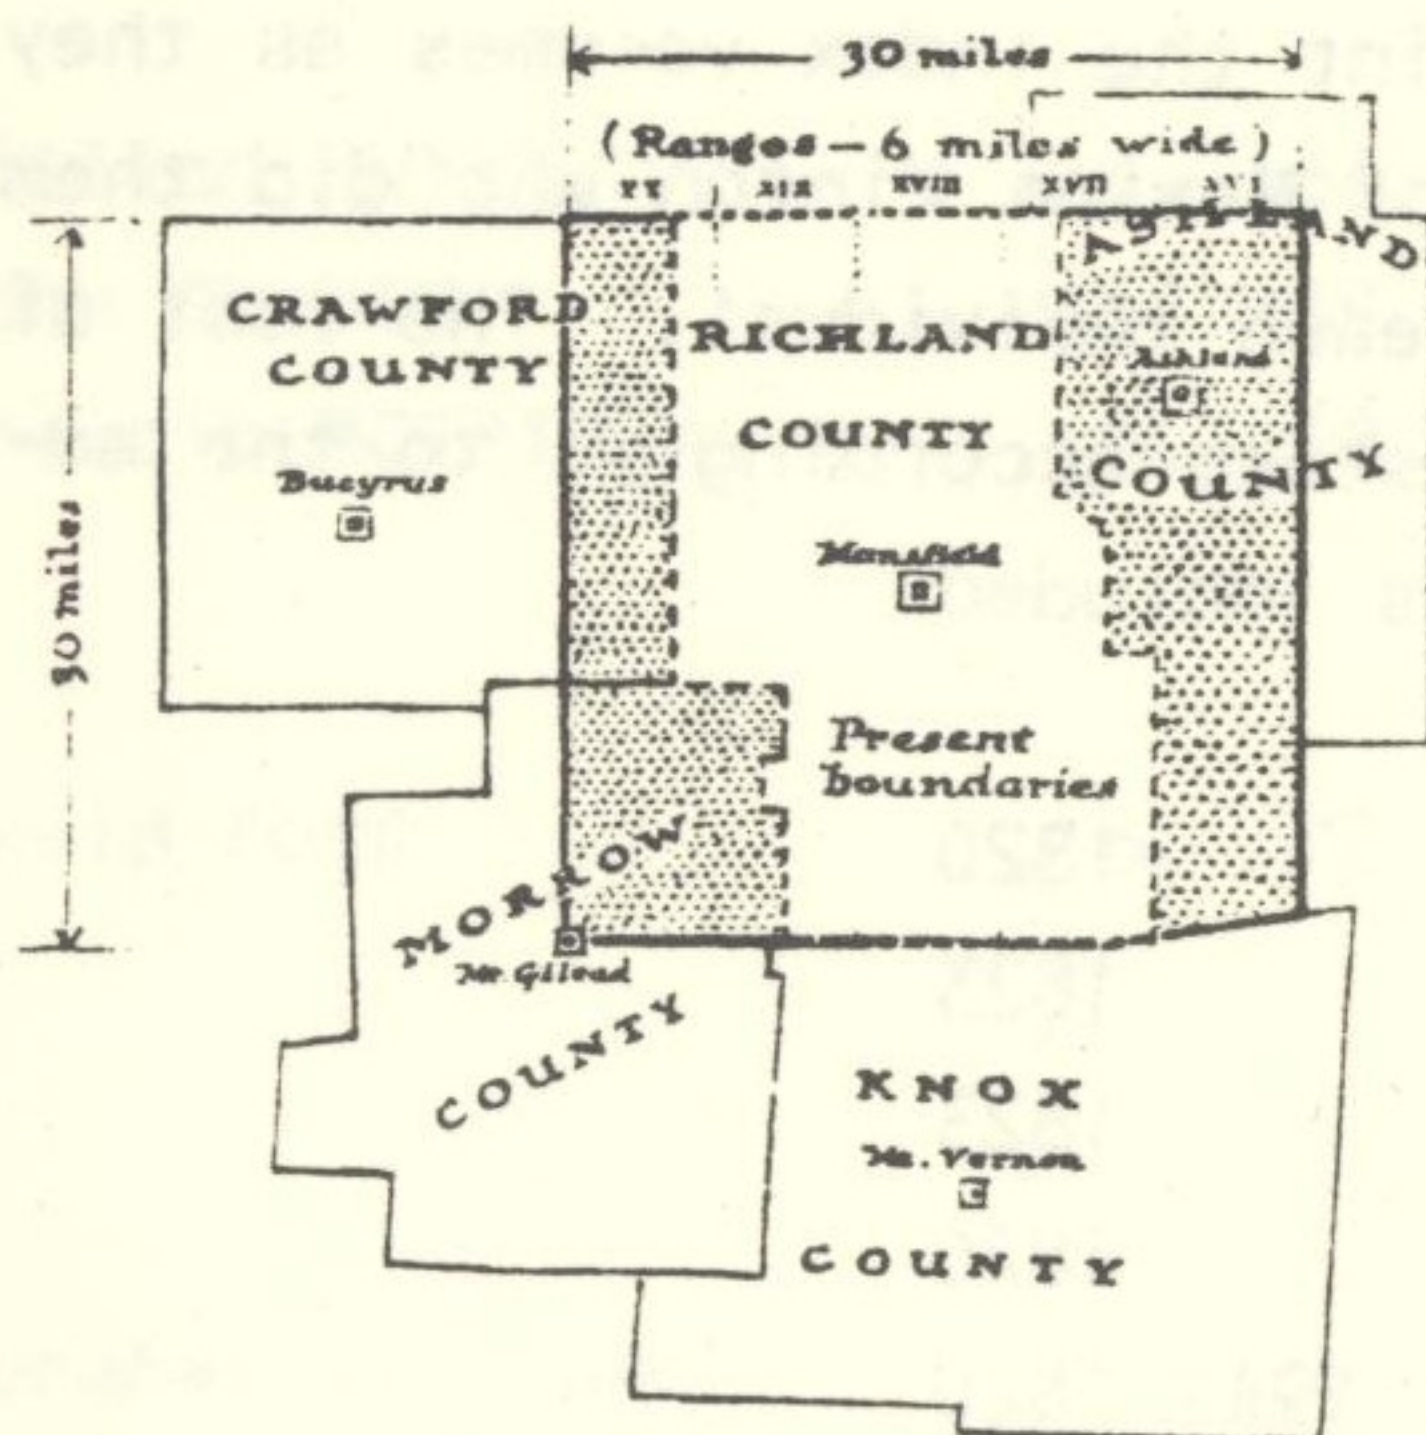 30 miles
(Ranges — 6 miles wide)
XX XIX XVIII XVII XVI
ASHLAND
CRAWFORD
COUNTY
RICHLAND
COUNTY
Ashland
COUNTY
Bucyrus
30 miles
Mansfield
Present
boundaries
MORROW
Mt. Gilead
COUNTY
KNOX
Mt. Vernon
COUNTY